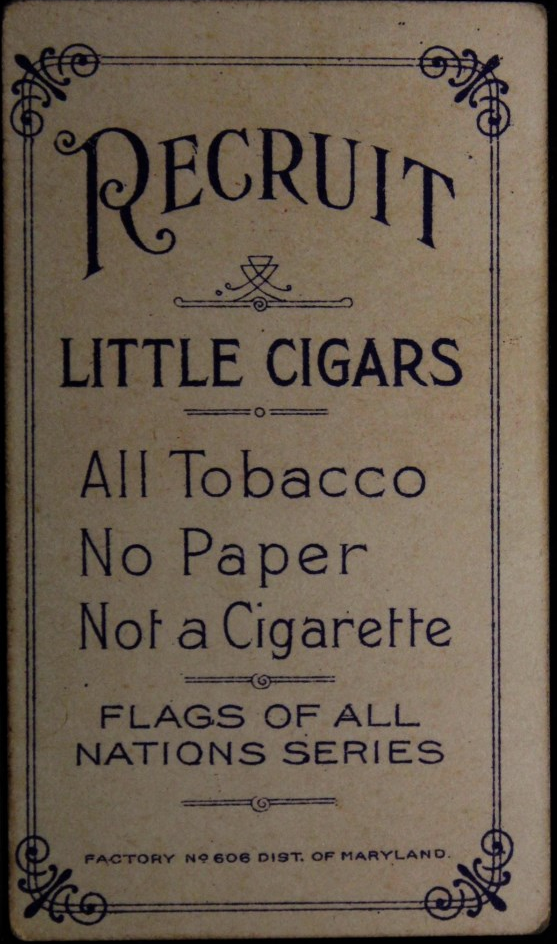 RECRUIT
LITTLE CIGARS
All Tobacco
No Paper
Not a Cigarette
FLAGS OF ALL
NATIONS SERIES
FACTORY Nº 606 DIST. OF MARYLAND.